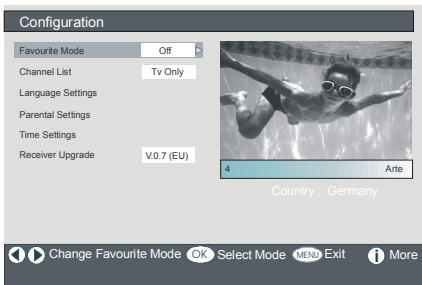 Configuration
Favourite Mode Off
Channel List Tv Only
Language Settings
Parental Settings
Time Settings
Receiver Upgrade V.0.7 (EU)
4 Arte
Country : Germany
Change Favourite Mode OK Select Mode MENU Exit i More